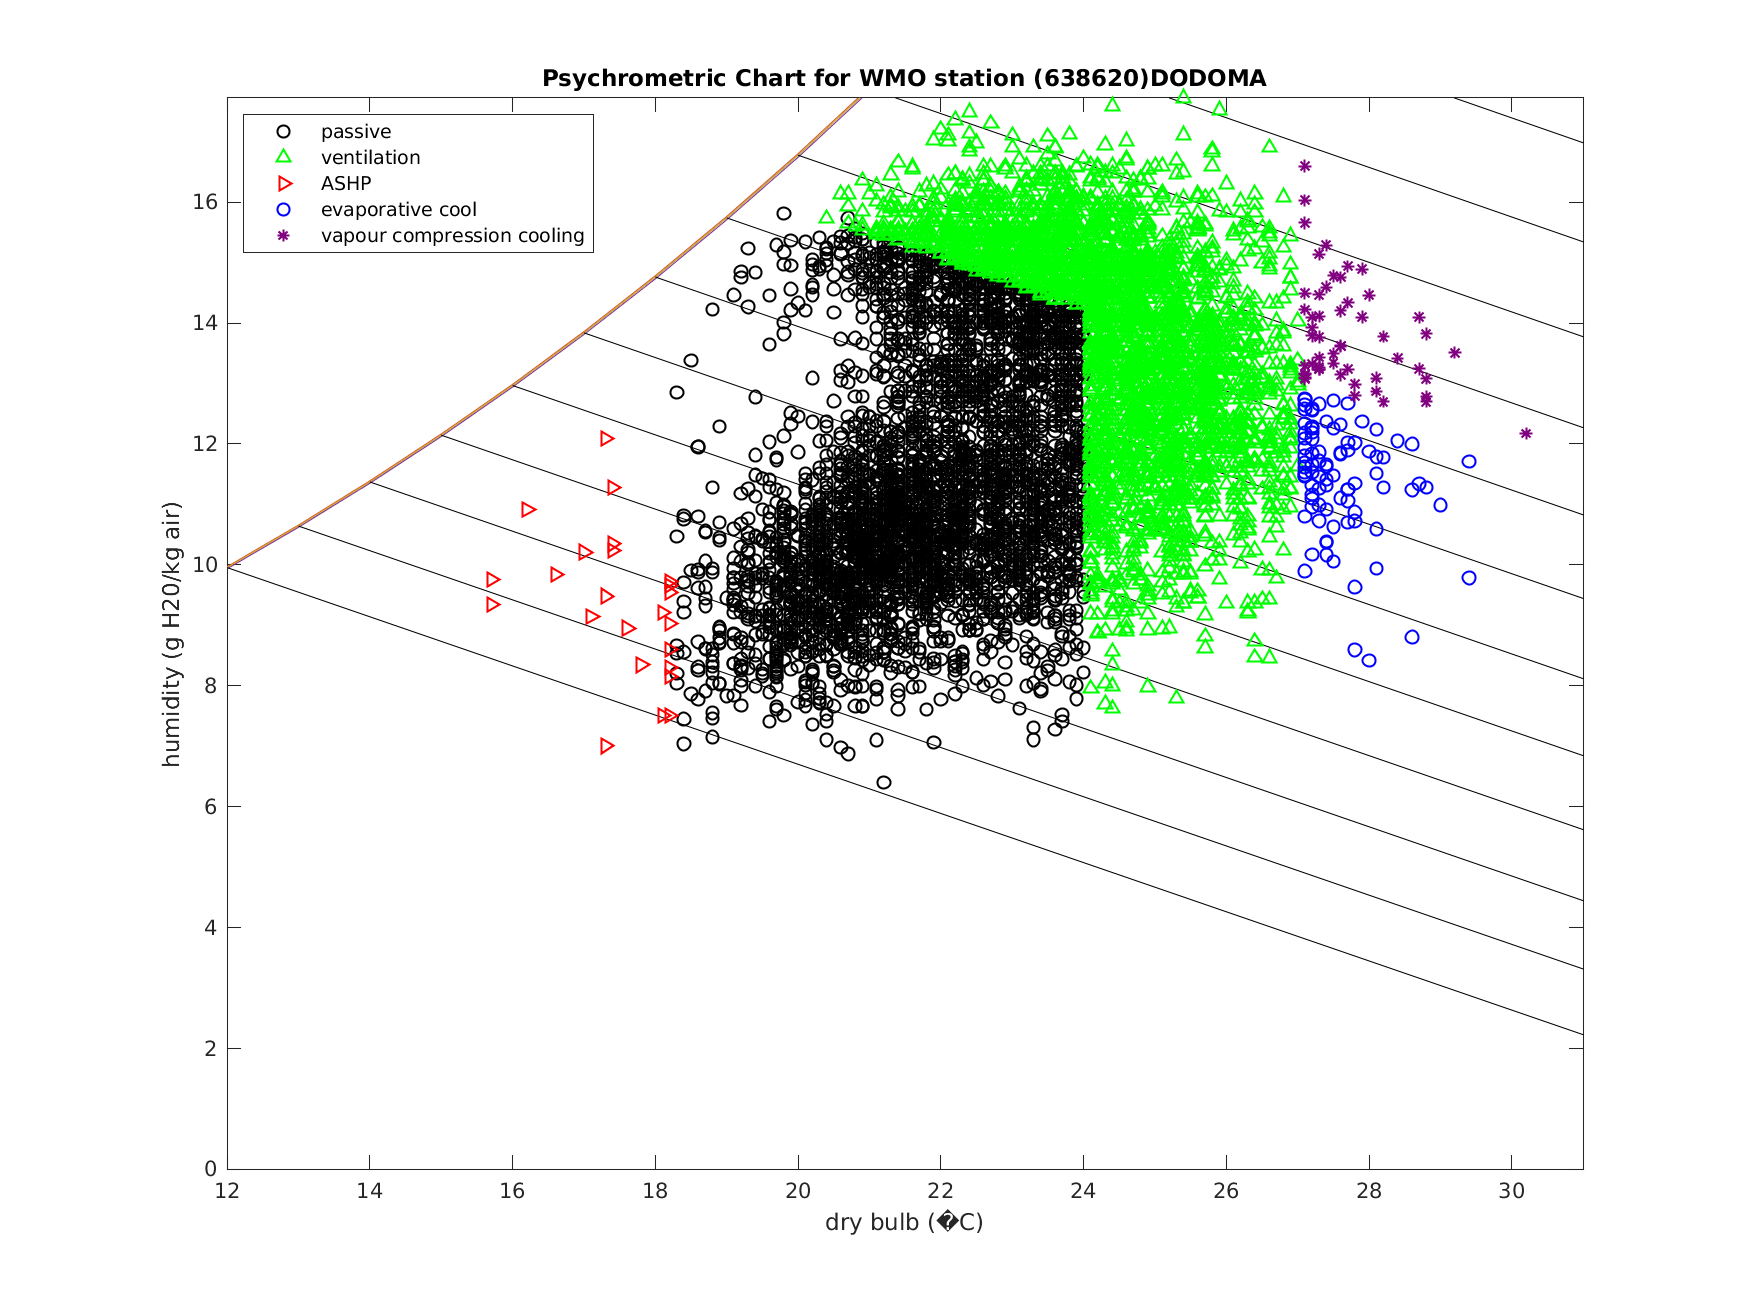 Psychrometric Chart for WMO station (638620)DODOMA
passive
ventilation
ASHP
evaporative cool
vapour compression cooling
humidity (g H20/kg air)
16
14
12
10
8
6
4
2
0
12 14 16 18 20 22 24 26 28 30
dry bulb (�C)